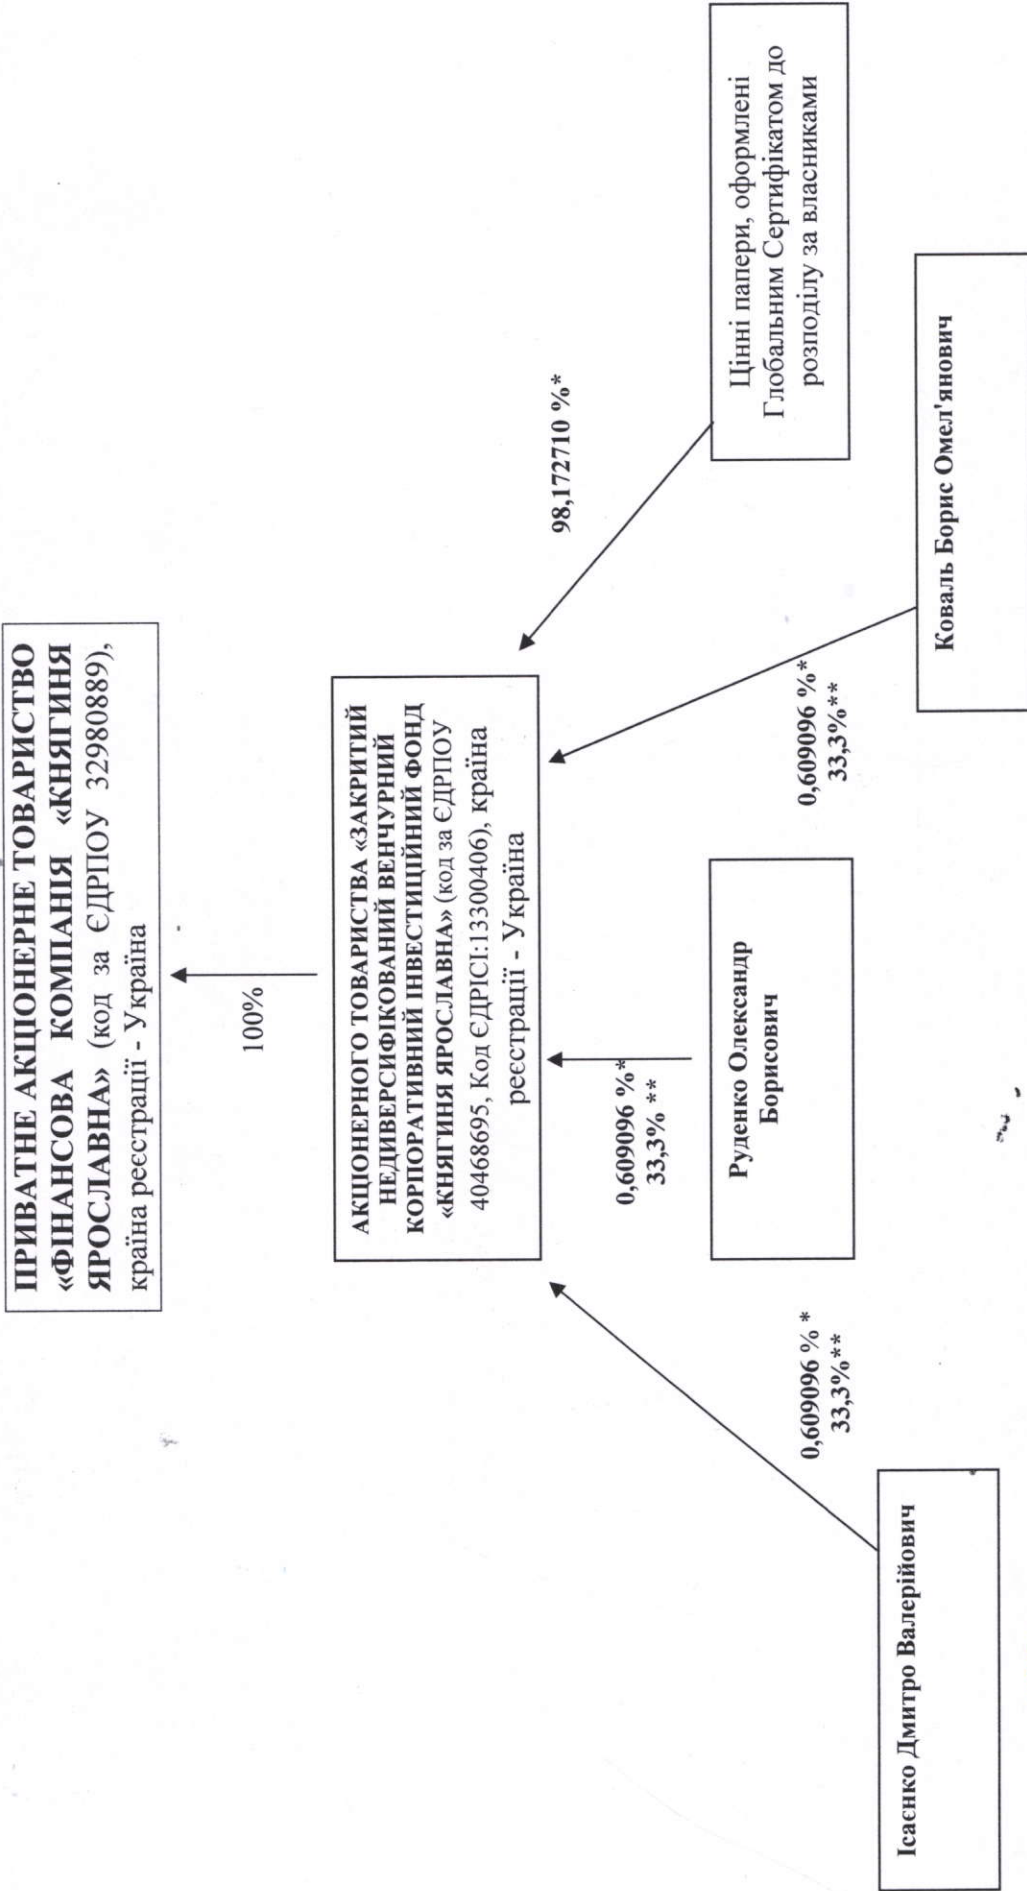 ПРИВАТНЕ АКЦІОНЕРНЕ ТОВАРИСТВО
«ФІНАНСОВА КОМПАНІЯ «КНЯГИНЯ
ЯРОСЛАВНА» (код за ЄДРПОУ 32980889),
країна реєстрації - Україна
100%
АКЦІОНЕРНОГО ТОВАРИСТВА «ЗАКРИТИЙ
НЕДИВЕРСИФІКОВАНИЙ ВЕНЧУРНИЙ
КОРПОРАТИВНИЙ ІНВЕСТИЦІЙНИЙ ФОНД
«КНЯГИНЯ ЯРОСЛАВНА» (код за ЄДРПОУ
40468695, Код ЄДРІСІ:13300406), країна
реєстрації - Україна
98,172710 %*
0,609096 %*
33,3% **
Цінні папери, оформлені
Глобальним Сертифікатом до
розподілу за власниками
Руденко Олександр
Борисович
0,609096 % *
33,3%**
0,609096 %*
33,3%**
Ісаєнко Дмитро Валерійович
Коваль Борис Омел'янович